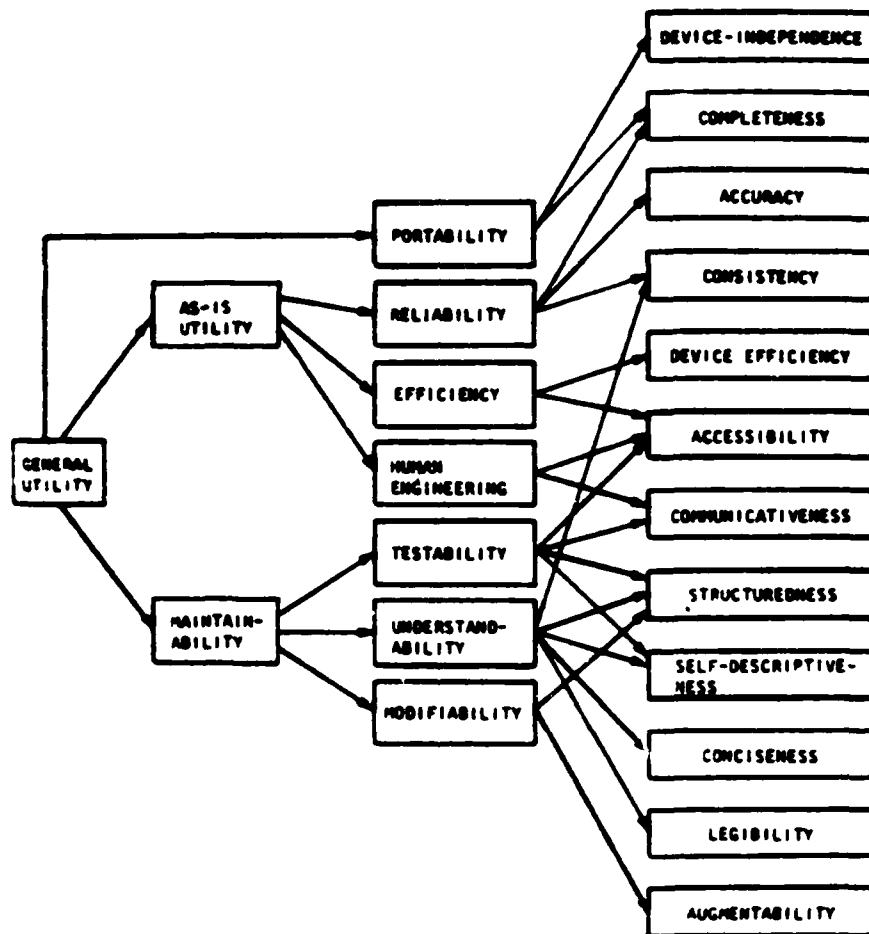 DEVICE-INDEPENDENCE
COMPLETENESS
ACCURACY
PORTABILITY
CONSISTENCY
AS-IS
UTILITY
RELIABILITY
DEVICE EFFICIENCY
EFFICIENCY
ACCESSIBILITY
GENERAL
UTILITY
HUMAN
ENGINEERING
COMMUNICATIVENESS
TESTABILITY
STRUCTUREDNESS
MAINTAIN-
ABILITY
UNDERSTAND-
ABILITY
SELF-DESCRIPTIVE-
NESS
MODIFIABILITY
CONCISENESS
LEGIBILITY
AUGMENTABILITY